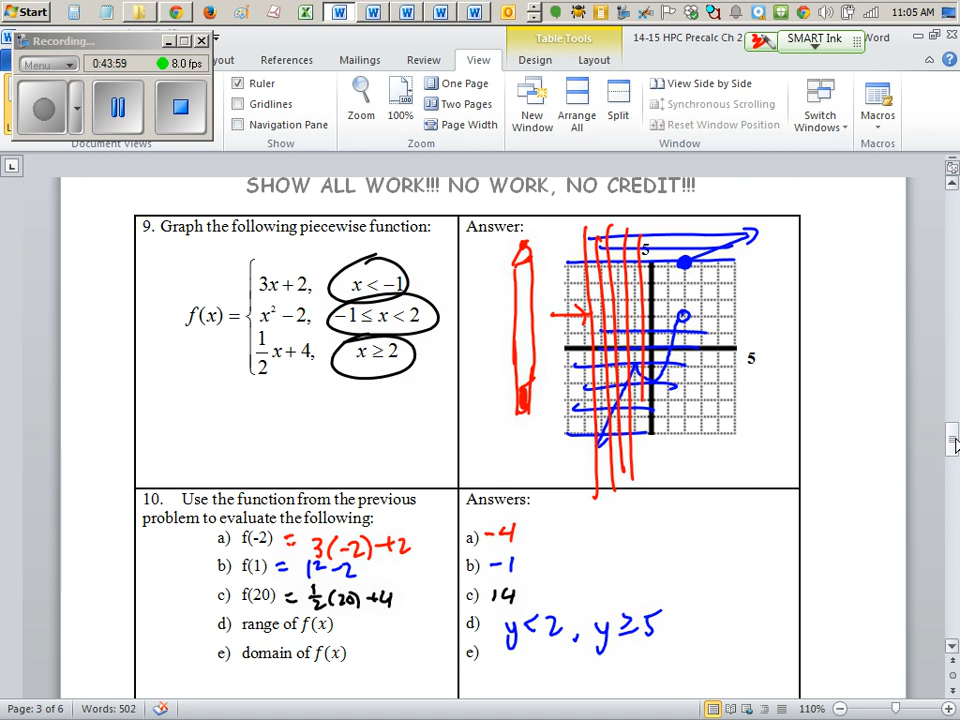 Start
11:05 AM
Recording...
Menu
0:43:59
8.0 fps
Table Tools
14-15 HPC Precalc Ch 2
SMART Ink
Word
References
Mailings
Review
View
Design
Layout
Ruler
Gridlines
Navigation Pane
Zoom
100%
One Page
Two Pages
Page Width
New Window
Arrange All
Split
View Side by Side
Synchronous Scrolling
Reset Window Position
Switch Windows
Macros
Document Views
Show
Zoom
Window
Macros
SHOW ALL WORK!!! NO WORK, NO CREDIT!!!
9. Graph the following piecewise function:
f(x) = { 3x + 2, x < −1
x² − 2, −1 ≤ x < 2
1/2 x + 4, x ≥ 2
Answer:
5
5
10. Use the function from the previous
problem to evaluate the following:
a) f(-2) = 3(-2)+2
b) f(1) = 1²-2
c) f(20) = ½(20)+4
d) range of f(x)
e) domain of f(x)
Answers:
a) -4
b) -1
c) 14
d) y<2, y≥5
e)
Page: 3 of 6
Words: 502
110%